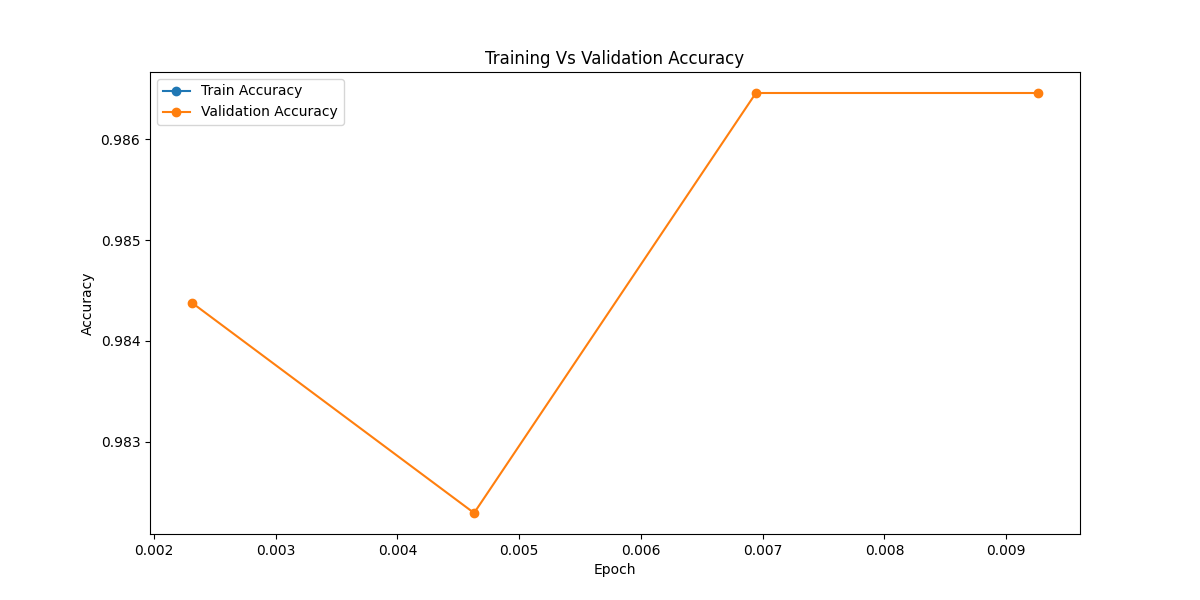 Training Vs Validation Accuracy
Train Accuracy
Validation Accuracy
0.986
0.985
0.984
0.983
Accuracy
0.002 0.003 0.004 0.005 0.006 0.007 0.008 0.009
Epoch